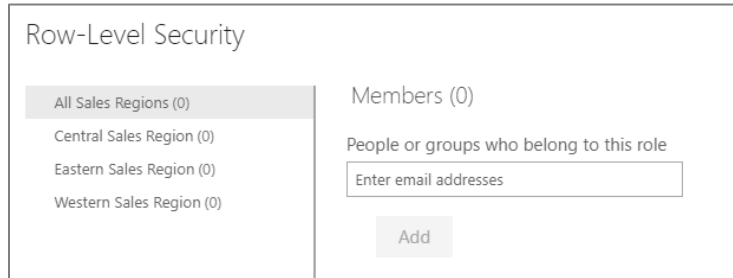 Row-Level Security
All Sales Regions (0)
Central Sales Region (0)
Eastern Sales Region (0)
Western Sales Region (0)
Members (0)
People or groups who belong to this role
Enter email addresses
Add